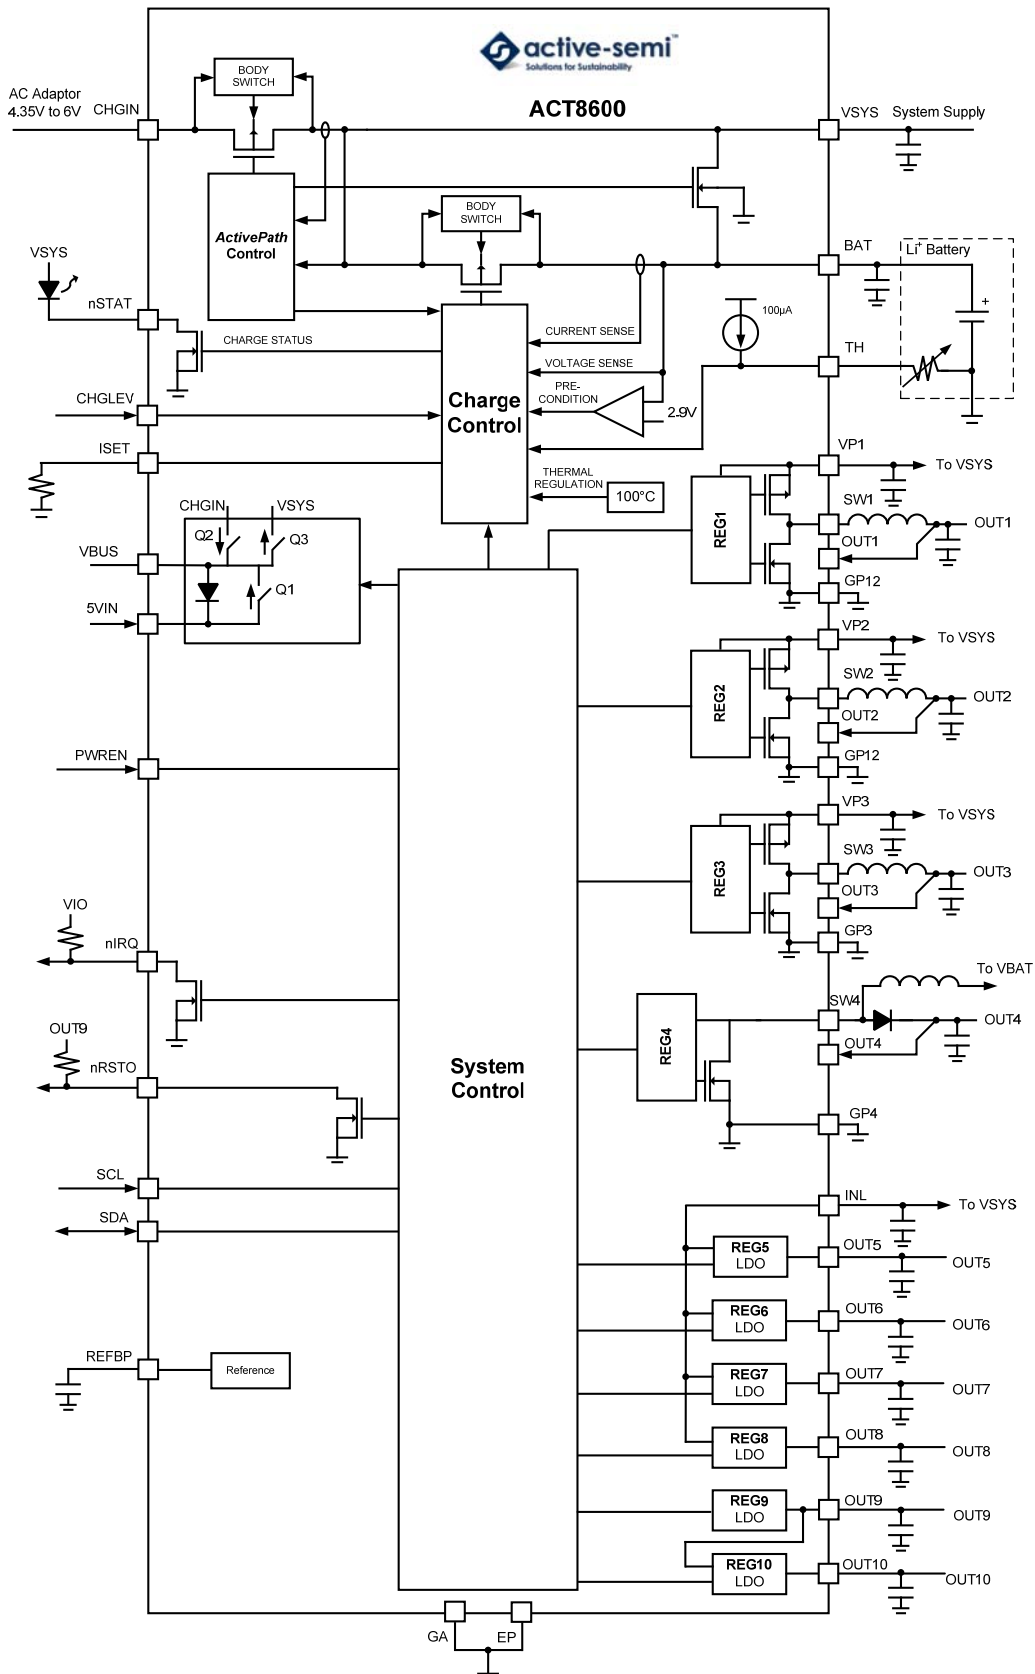 active-semi™
Solutions for Sustainability
ACT8600
BODY
SWITCH
AC Adaptor
4.35V to 6V
CHGIN
VSYS
System Supply
ActivePath
Control
BODY
SWITCH
VSYS
nSTAT
CHARGE STATUS
BAT
Li+ Battery
+
100µA
TH
CURRENT SENSE
VOLTAGE SENSE
PRE-
CONDITION
2.9V
Charge
Control
CHGLEV
ISET
THERMAL
REGULATION
100°C
CHGIN
VSYS
Q2
Q3
Q1
VBUS
5VIN
PWREN
VIO
nIRQ
OUT9
nRSTO
SCL
SDA
REFBP
Reference
System
Control
REG1
VP1
To VSYS
SW1
OUT1
OUT1
GP12
REG2
VP2
To VSYS
SW2
OUT2
OUT2
GP12
REG3
VP3
To VSYS
SW3
OUT3
OUT3
GP3
REG4
To VBAT
SW4
OUT4
OUT4
GP4
INL
To VSYS
REG5
LDO
OUT5
OUT5
REG6
LDO
OUT6
OUT6
REG7
LDO
OUT7
OUT7
REG8
LDO
OUT8
OUT8
REG9
LDO
OUT9
OUT9
REG10
LDO
OUT10
OUT10
GA
EP